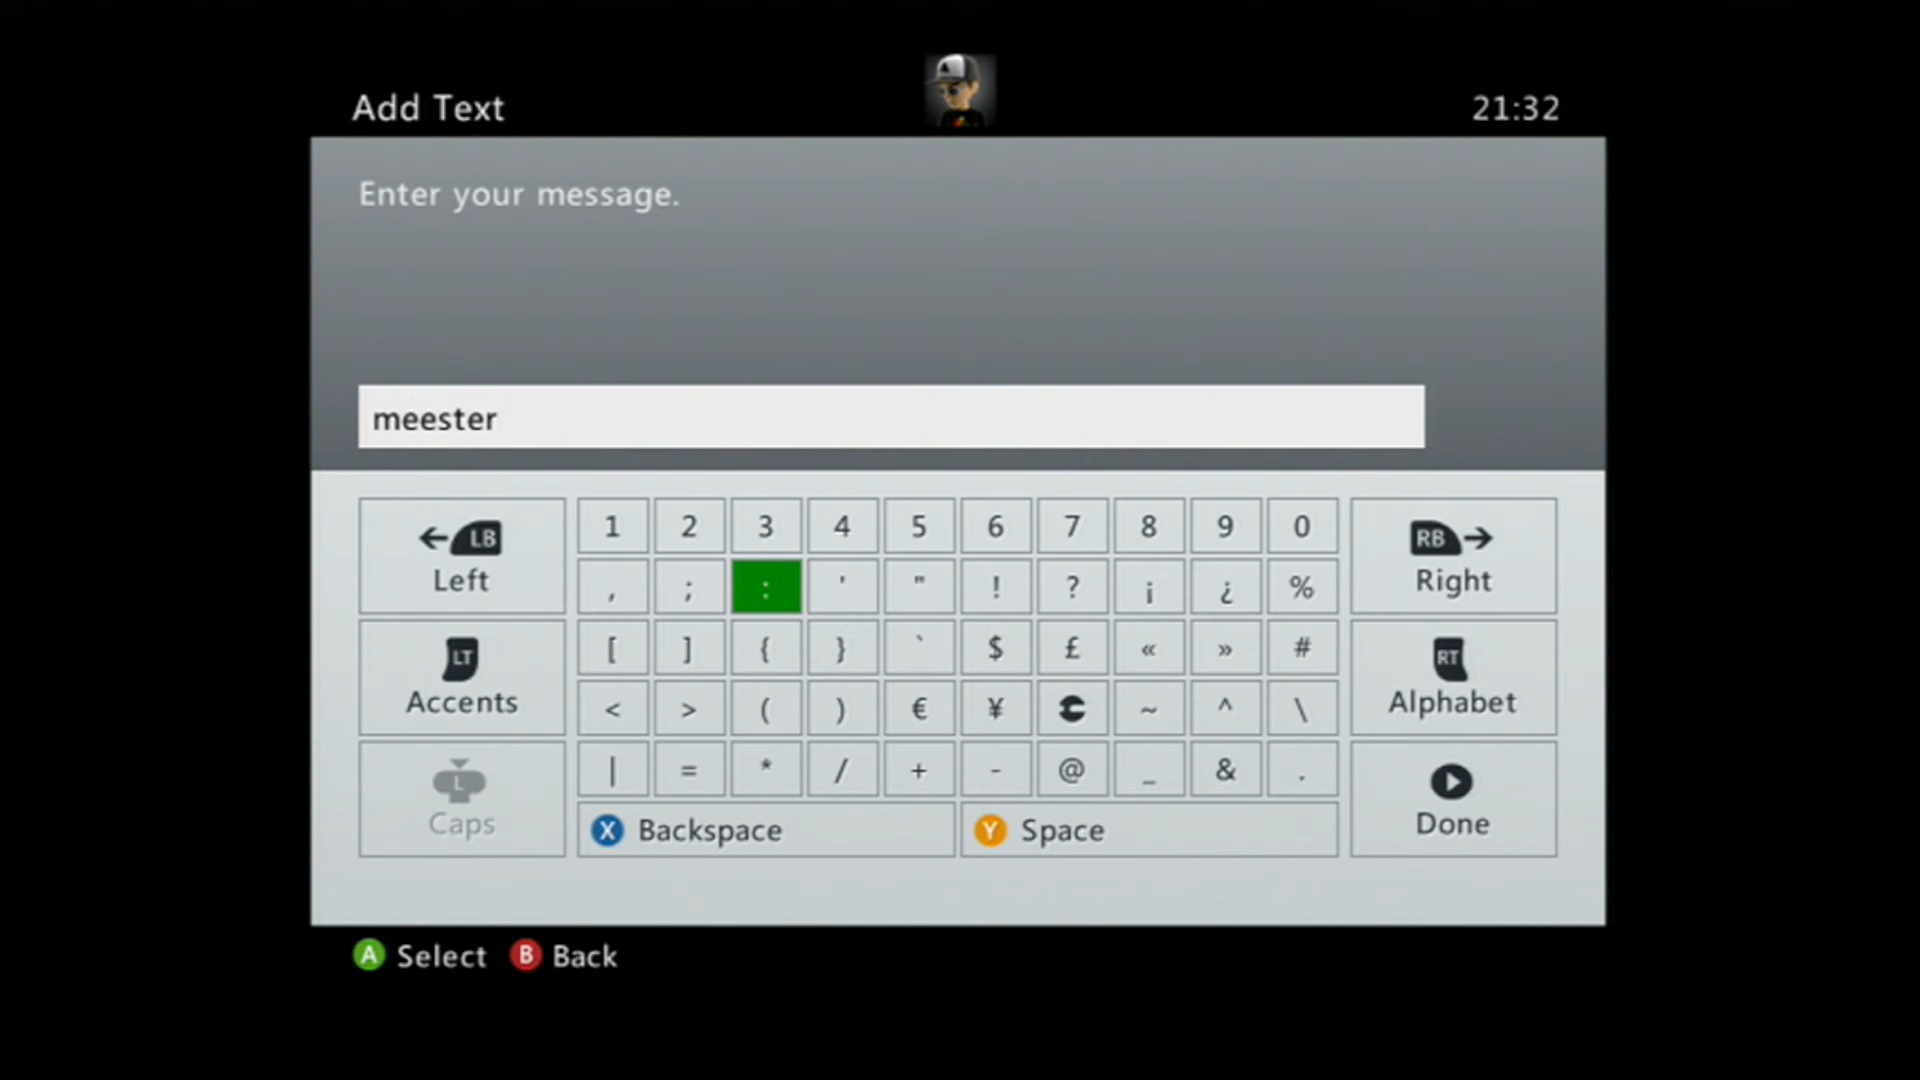 Add Text
21:32
Enter your message.
meester
LB
Left
1 2 3 4 5 6 7 8 9 0
RB
Right
, ; : ' " ! ? ¡ ¿ %
LT
Accents
[ ] { } ` $ £ « » #
RT
Alphabet
< > ( ) € ¥ ~ ^ \
L
Caps
| = * / + - @ _ & .
Done
X Backspace
Y Space
A Select B Back